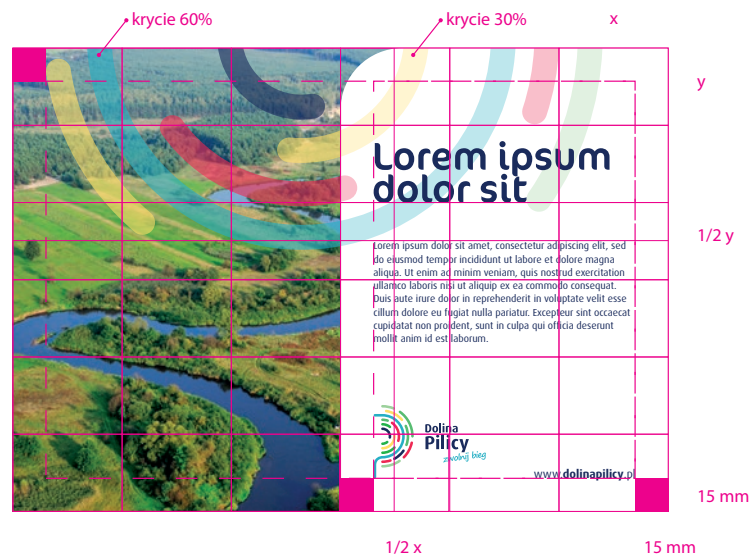 krycie 60%
krycie 30%
x
y
Lorem ipsum
dolor sit
1/2 y
Lorem ipsum dolor sit amet, consectetur adipiscing elit, sed
do eiusmod tempor incididunt ut labore et dolore magna
aliqua. Ut enim ad minim veniam, quis nostrud exercitation
ullamco laboris nisi ut aliquip ex ea commodo consequat.
Duis aute irure dolor in reprehenderit in voluptate velit esse
cillum dolore eu fugiat nulla pariatur. Excepteur sint occaecat
cupidatat non proident, sunt in culpa qui officia deserunt
mollit anim id est laborum.
Dolina
Pilicy
zwolnij bieg
www.dolinapilicy.pl
15 mm
1/2 x
15 mm